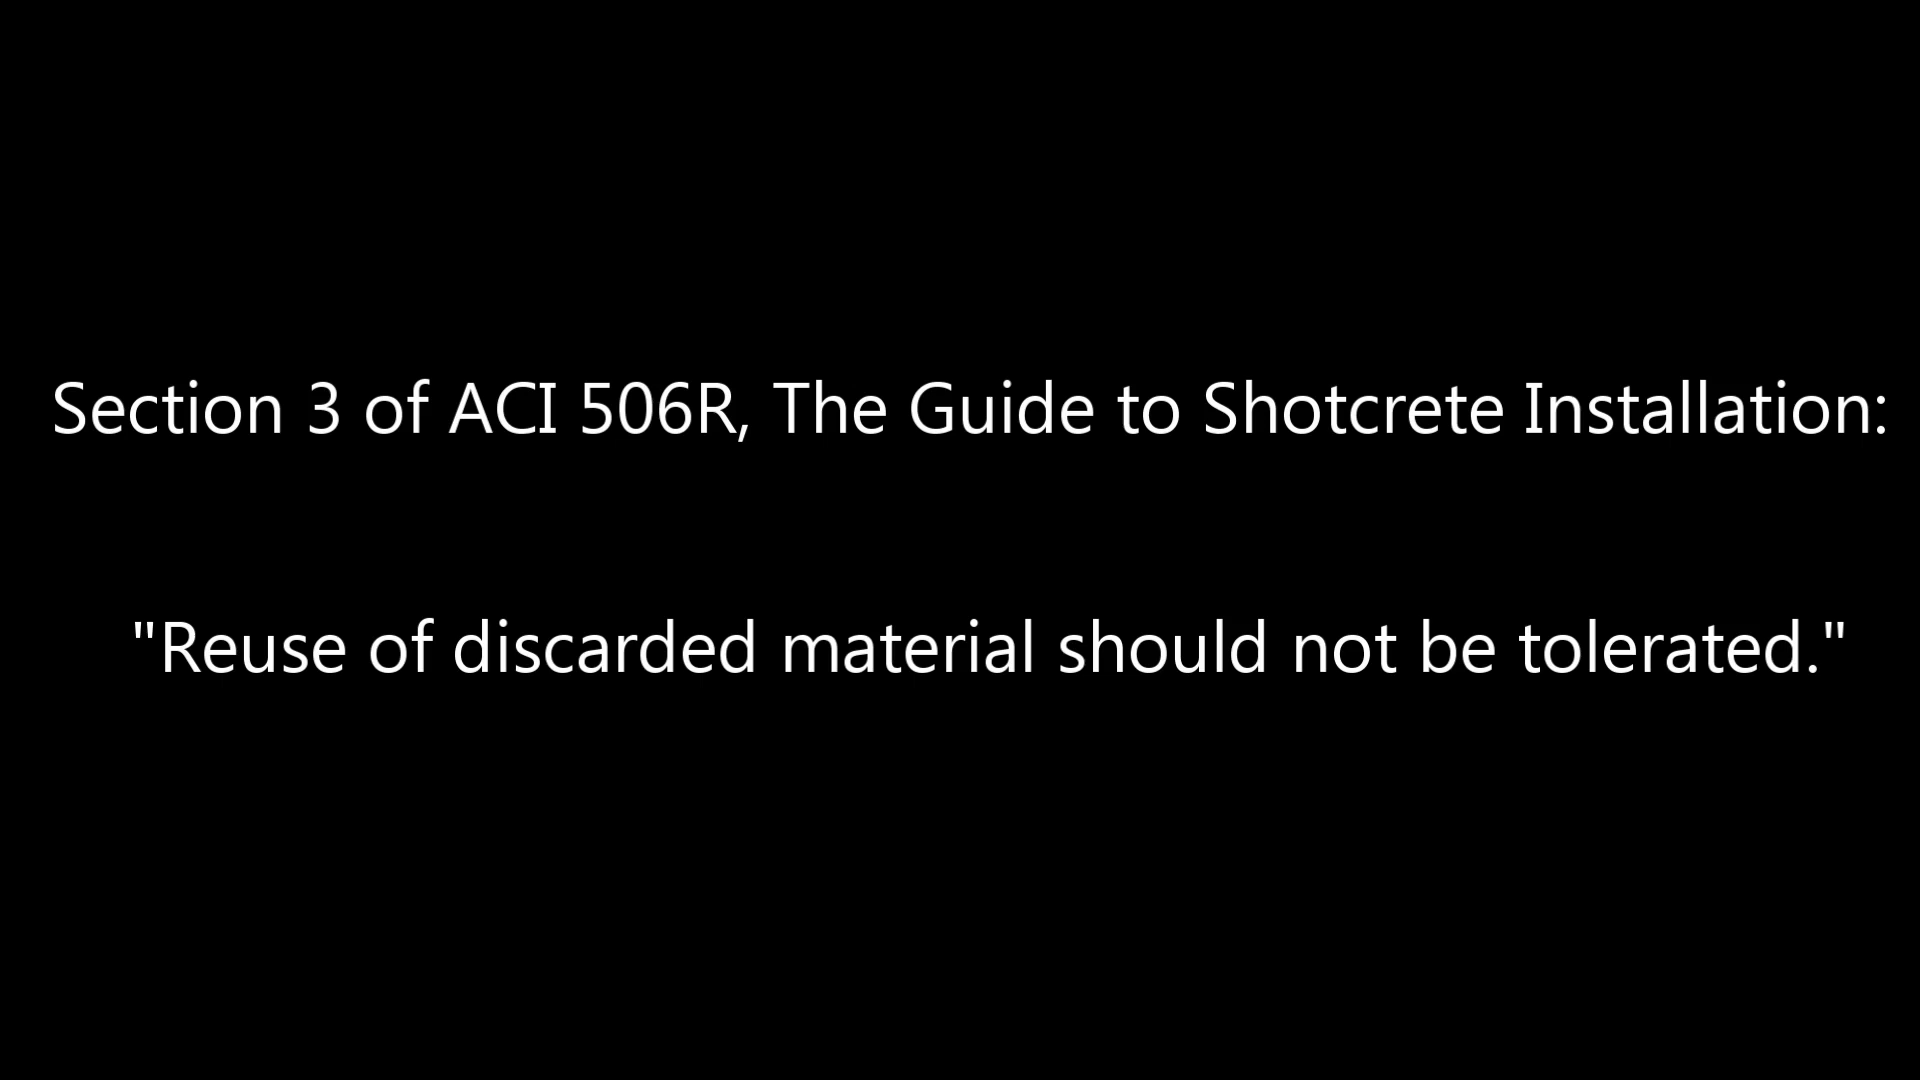 Section 3 of ACI 506R, The Guide to Shotcrete Installation:
"Reuse of discarded material should not be tolerated."